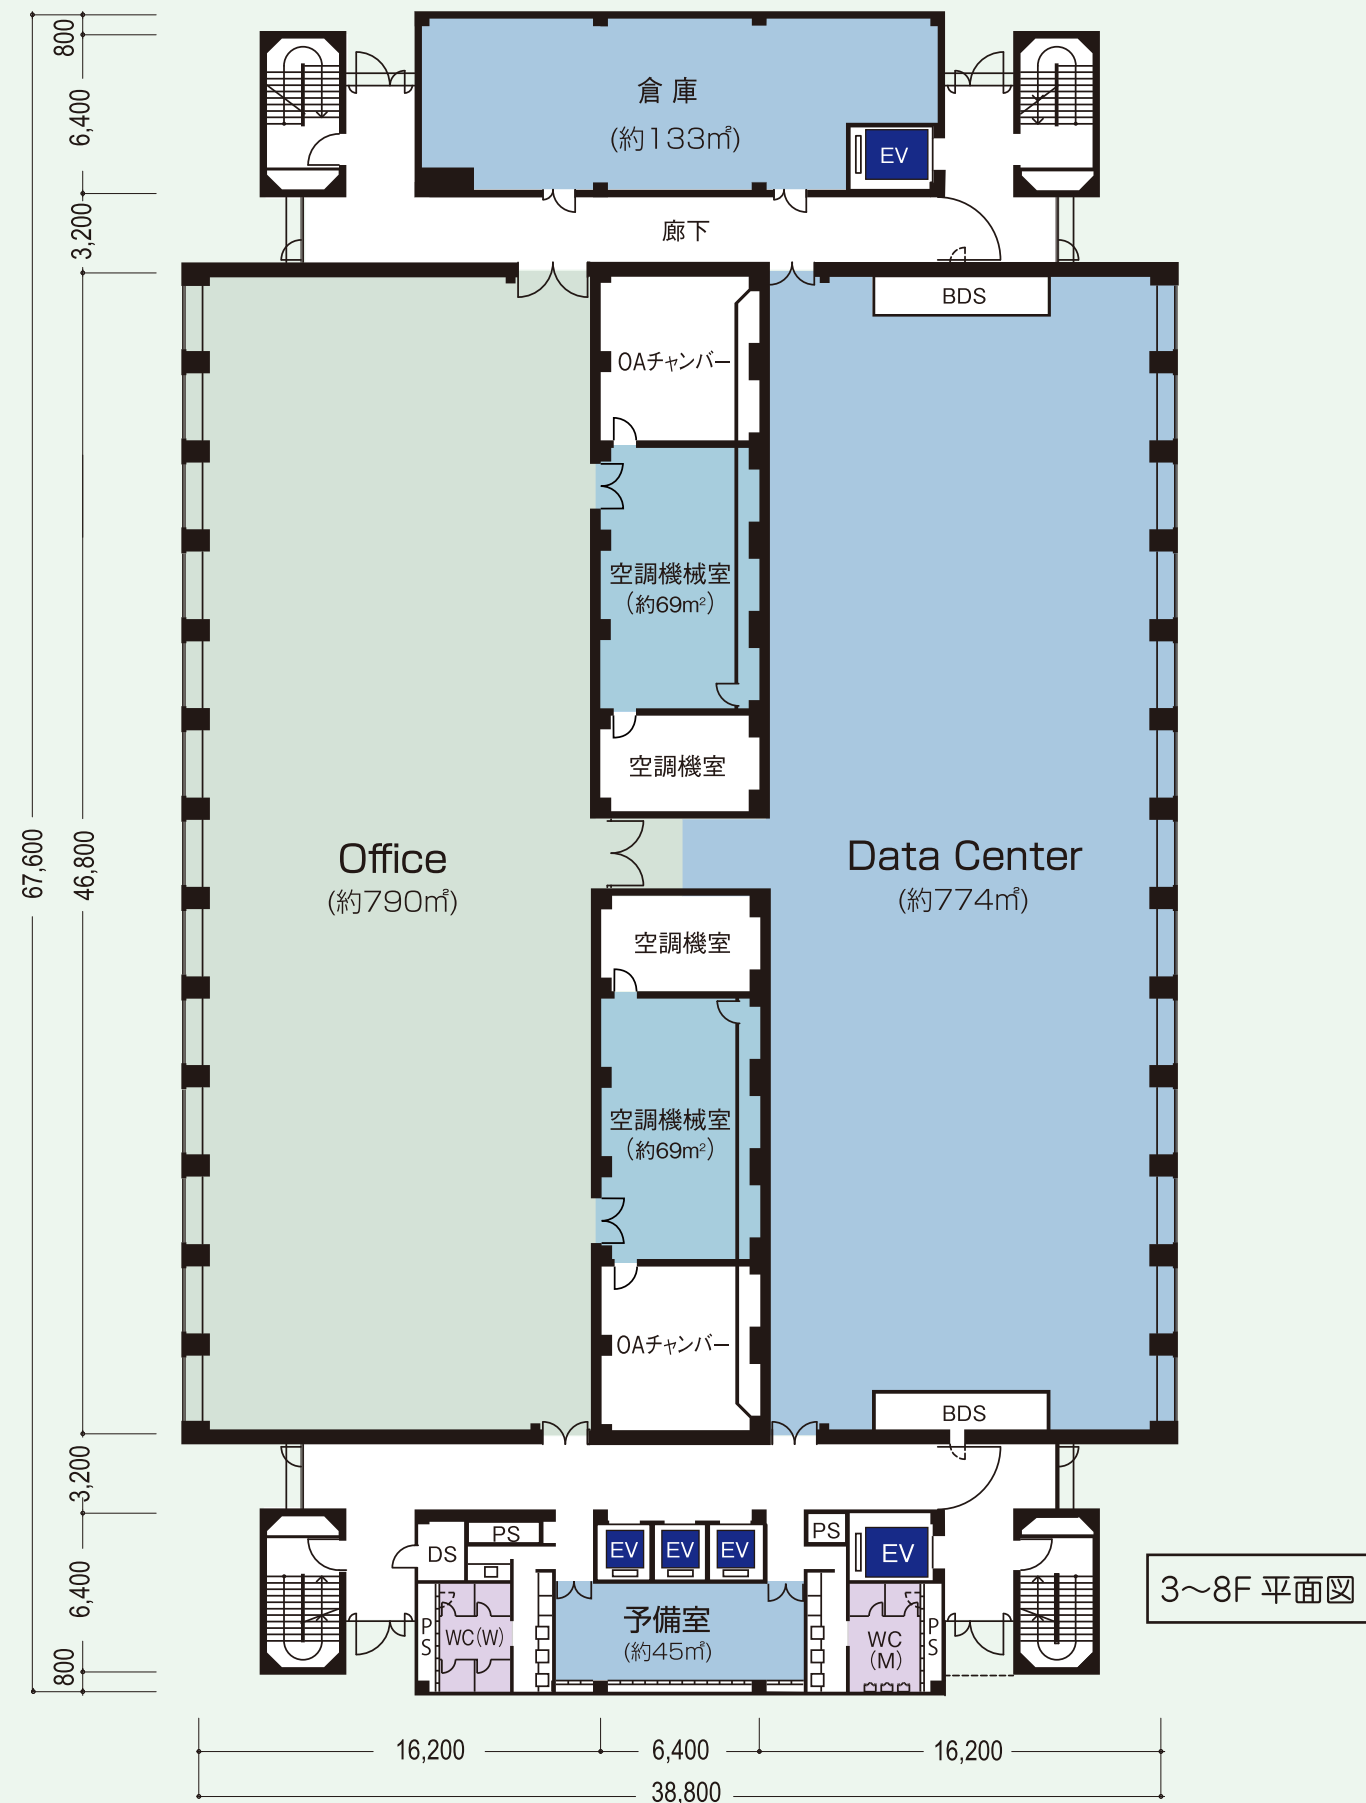 800
6,400
3,200
67,600
46,800
3,200
6,400
800
倉庫
(約133㎡)
EV
廊下
BDS
OAチャンバー
空調機械室
(約69m²)
空調機室
Office
(約790㎡)
Data Center
(約774㎡)
空調機室
空調機械室
(約69m²)
OAチャンバー
BDS
PS
DS
EV
EV
EV
PS
EV
PS
WC(W)
予備室
(約45㎡)
WC
(M)
PS
3〜8F 平面図
16,200
6,400
16,200
38,800